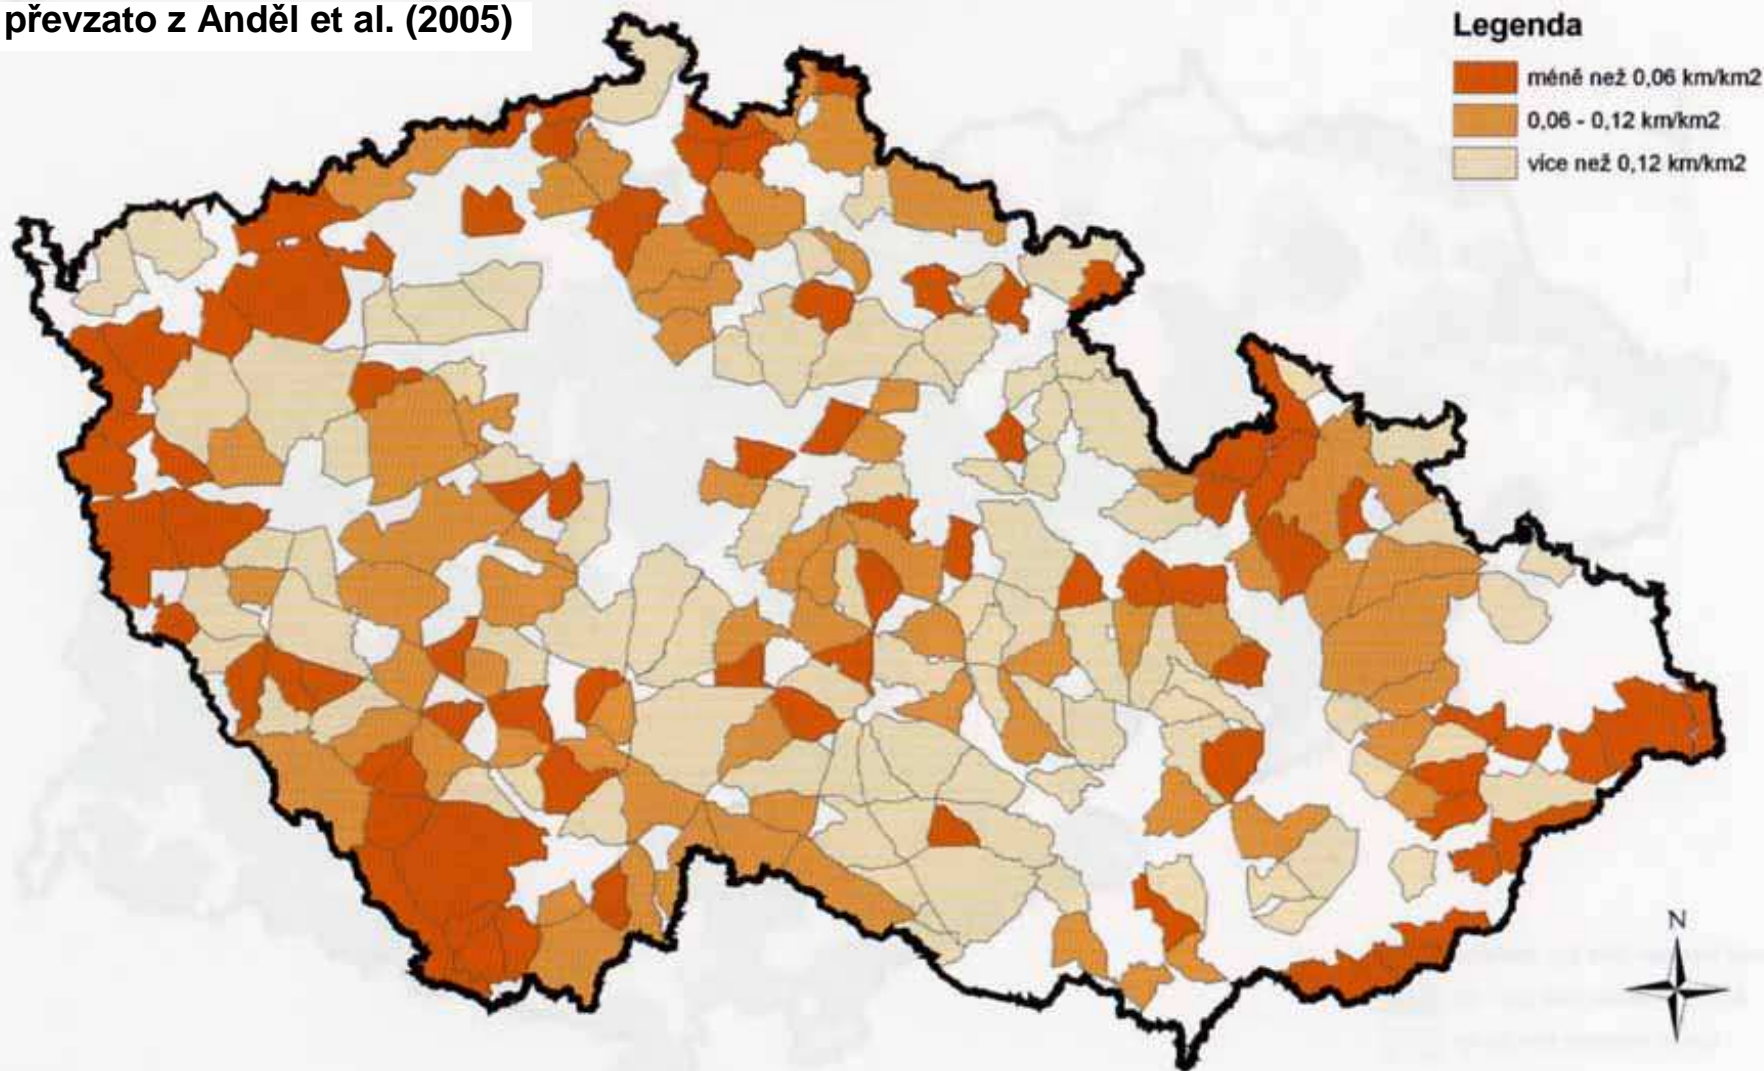 převzato z Anděl et al. (2005)
Legenda
méně než 0,06 km/km2
0,06 - 0,12 km/km2
více než 0,12 km/km2
N